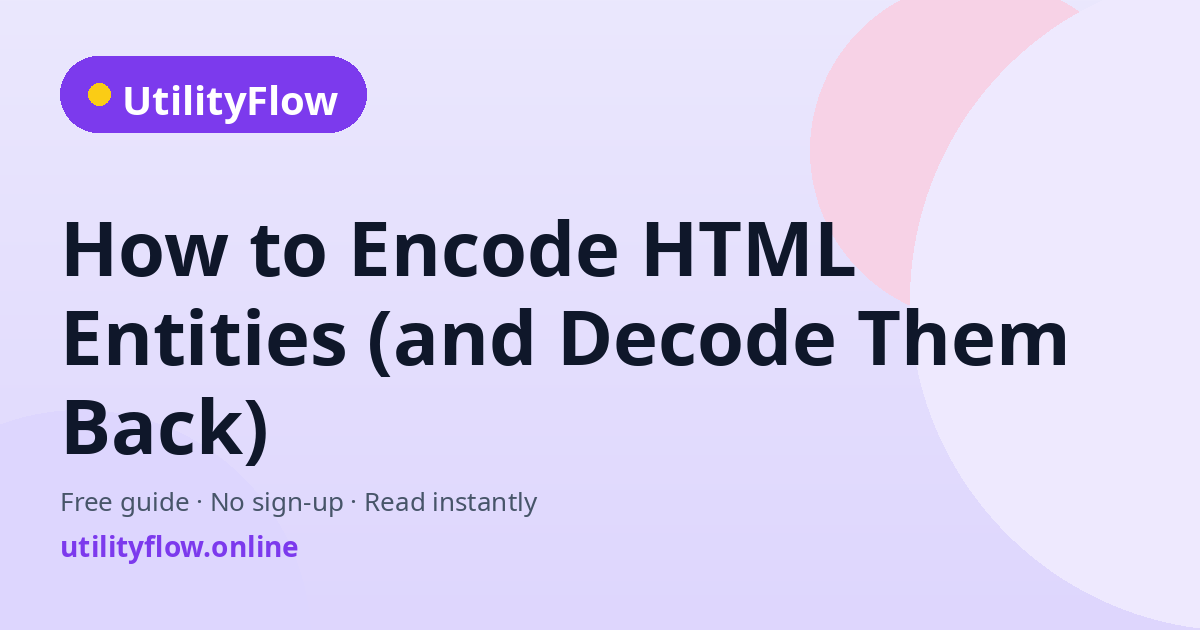 UtilityFlow
How to Encode HTML
Entities (and Decode Them
Back)
Free guide · No sign-up · Read instantly
utilityflow.online